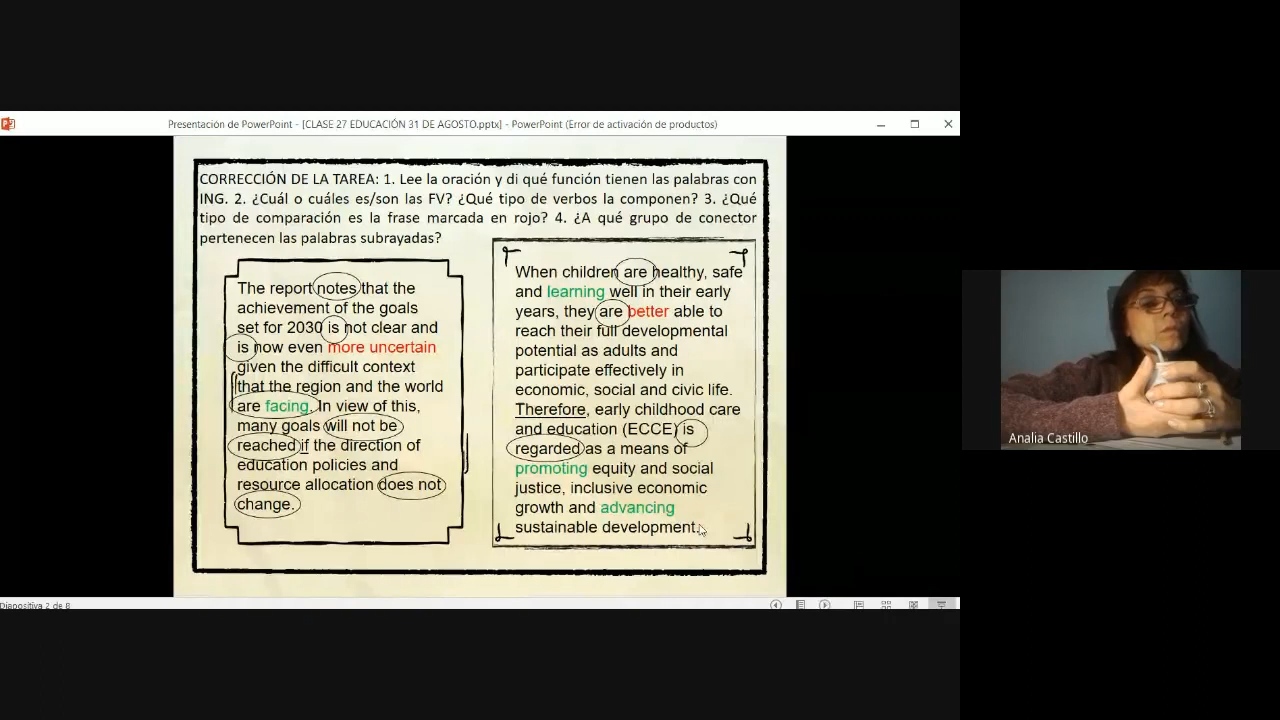 Presentación de PowerPoint - [CLASE 27 EDUCACIÓN 31 DE AGOSTO.pptx] - PowerPoint (Error de activación de productos)
CORRECCIÓN DE LA TAREA: 1. Lee la oración y di qué función tienen las palabras con
ING. 2. ¿Cuál o cuáles es/son las FV? ¿Qué tipo de verbos la componen? 3. ¿Qué
tipo de comparación es la frase marcada en rojo? 4. ¿A qué grupo de conector
pertenecen las palabras subrayadas?
The report notes that the
achievement of the goals
set for 2030 is not clear and
is now even more uncertain
given the difficult context
that the region and the world
are facing. In view of this,
many goals will not be
reached if the direction of
education policies and
resource allocation does not
change.
When children are healthy, safe
and learning well in their early
years, they are better able to
reach their full developmental
potential as adults and
participate effectively in
economic, social and civic life.
Therefore, early childhood care
and education (ECCE) is
regarded as a means of
promoting equity and social
justice, inclusive economic
growth and advancing
sustainable development.
Analia Castillo
Diapositiva 2 de 8